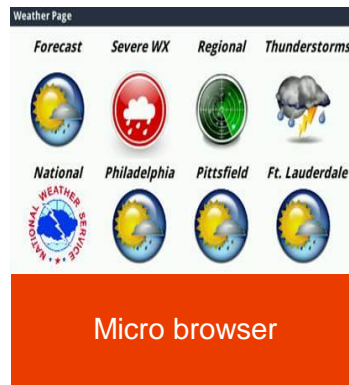 Weather Page
Forecast Severe WX Regional Thunderstorms
National Philadelphia Pittsfield Ft. Lauderdale
NATIONAL WEATHER SERVICE
Micro browser